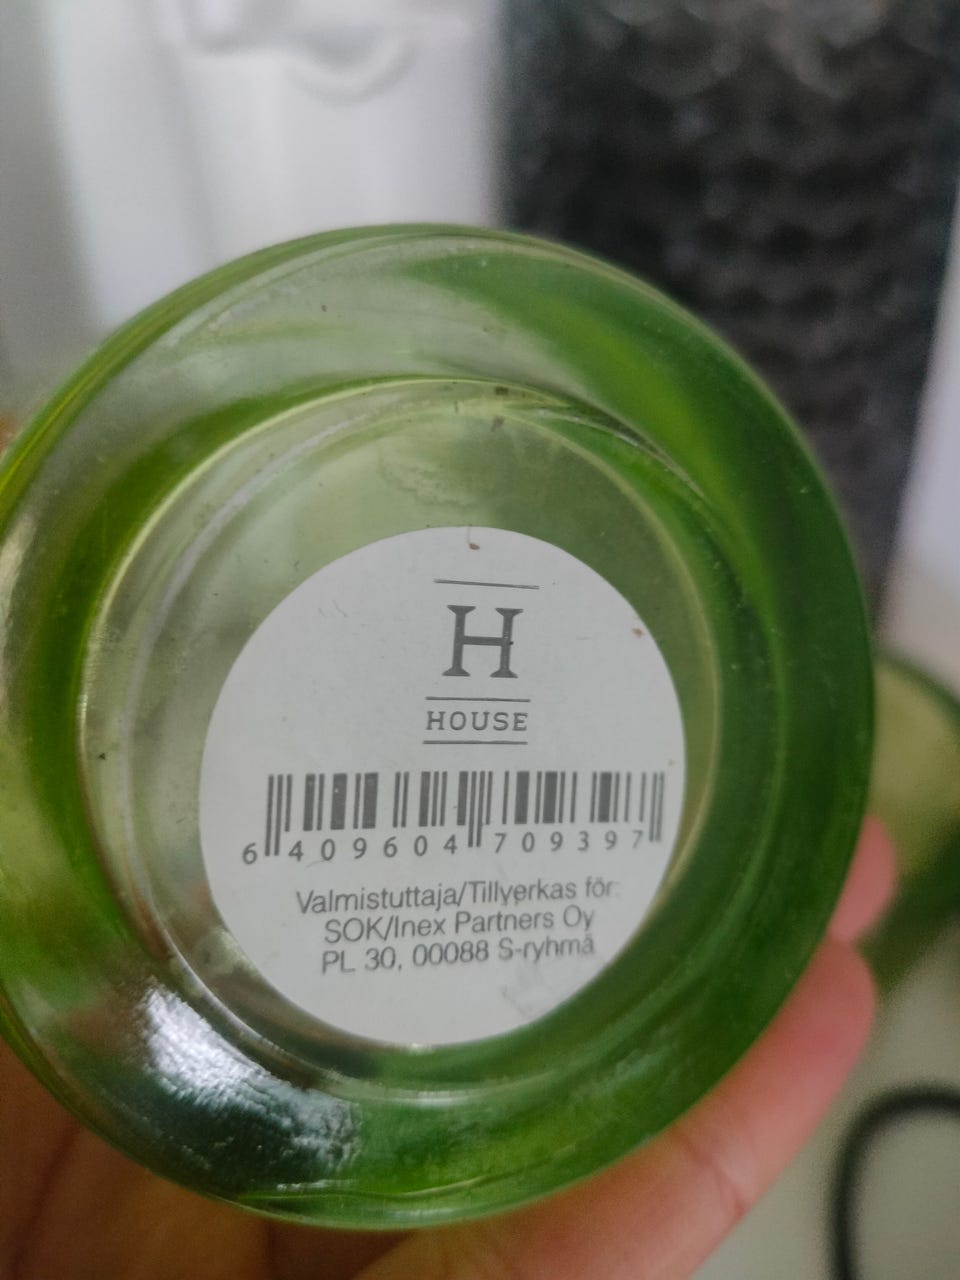 H
HOUSE
6 409604 709397
Valmistuttaja/Tillverkas för:
SOK/Inex Partners Oy
PL 30, 00088 S-ryhmä